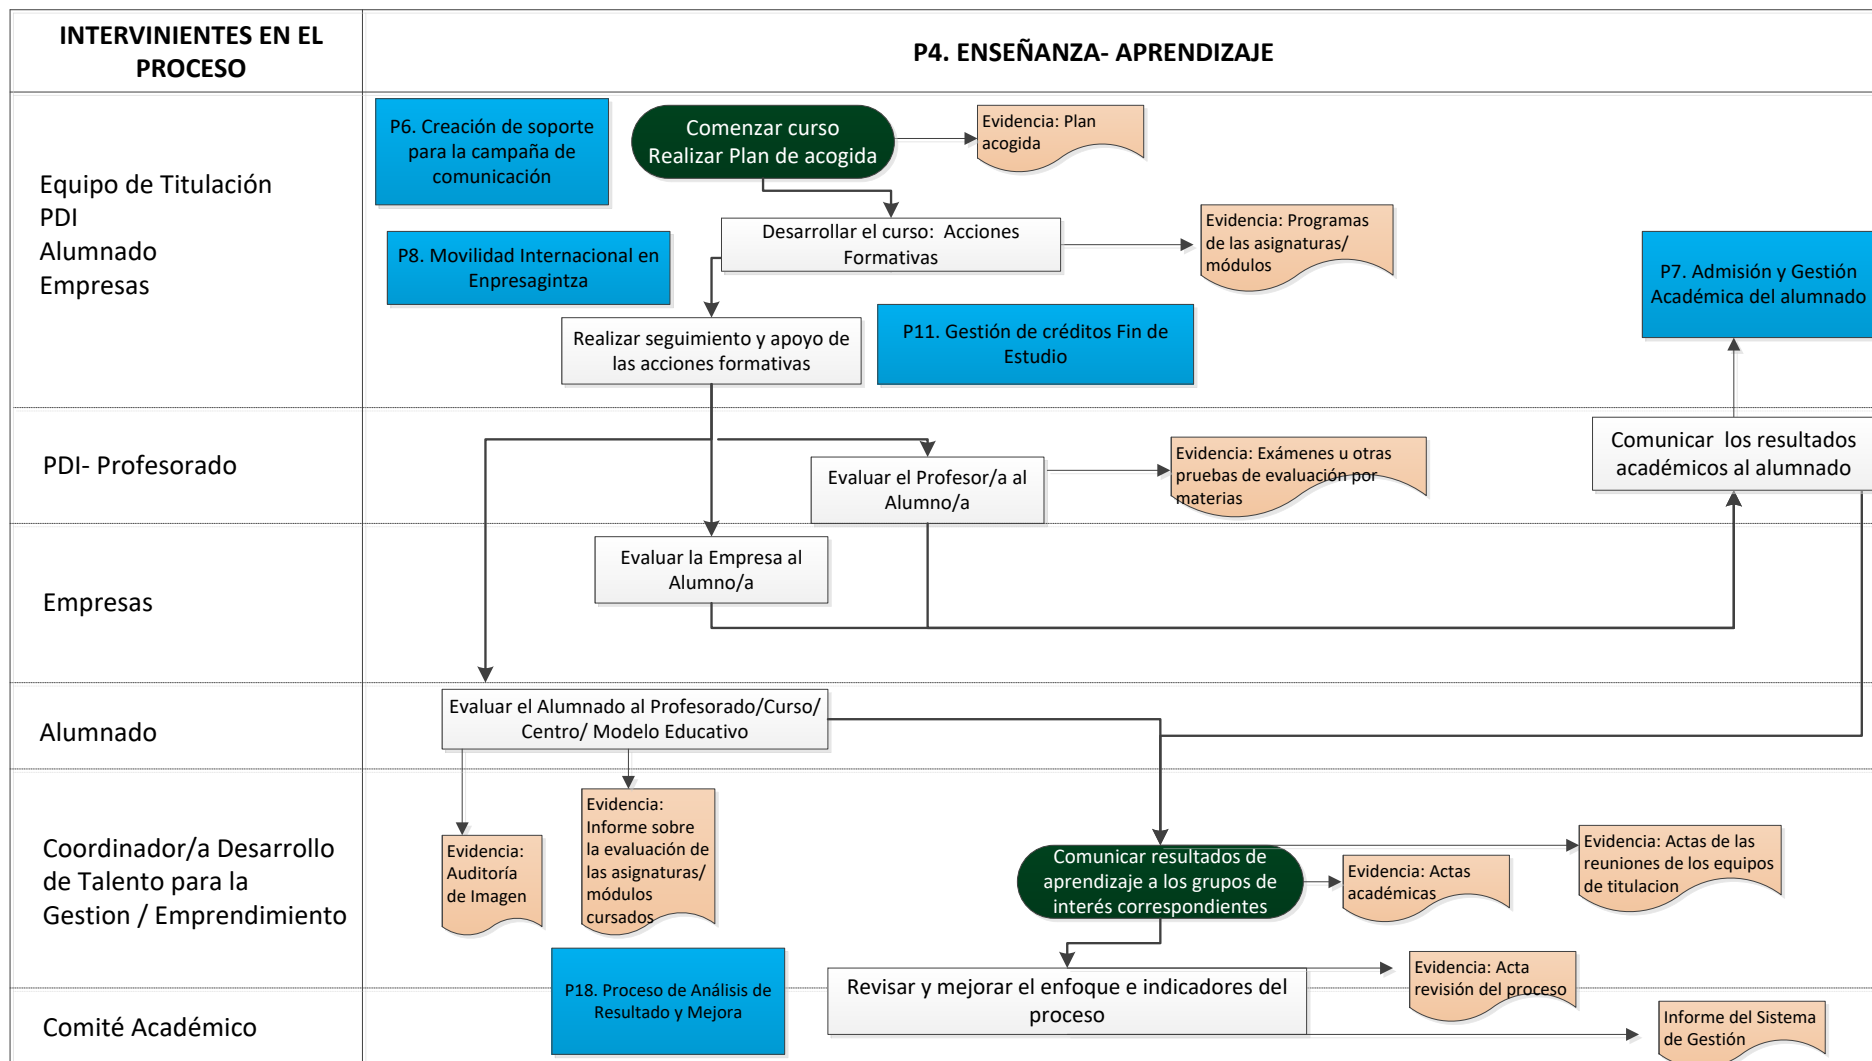 INTERVINIENTES EN EL
PROCESO
P4. ENSEÑANZA- APRENDIZAJE
Equipo de Titulación
PDI
Alumnado
Empresas
P6. Creación de soporte
para la campaña de
comunicación
Comenzar curso
Realizar Plan de acogida
Evidencia: Plan
acogida
Desarrollar el curso:  Acciones
Formativas
Evidencia: Programas
de las asignaturas/
módulos
P8. Movilidad Internacional en
Enpresagintza
P7. Admisión y Gestión
Académica del alumnado
Realizar seguimiento y apoyo de
las acciones formativas
P11. Gestión de créditos Fin de
Estudio
PDI- Profesorado
Evaluar el Profesor/a al
Alumno/a
Evidencia: Exámenes u otras
pruebas de evaluación por
materias
Comunicar  los resultados
académicos al alumnado
Empresas
Evaluar la Empresa al
Alumno/a
Alumnado
Evaluar el Alumnado al Profesorado/Curso/
Centro/ Modelo Educativo
Coordinador/a Desarrollo
de Talento para la
Gestion / Emprendimiento
Evidencia:
Auditoría
de Imagen
Evidencia:
Informe sobre
la evaluación de
las asignaturas/
módulos
cursados
Comunicar resultados de
aprendizaje a los grupos de
interés correspondientes
Evidencia: Actas
académicas
Evidencia: Actas de las
reuniones de los equipos
de titulacion
P18. Proceso de Análisis de
Resultado y Mejora
Revisar y mejorar el enfoque e indicadores del
proceso
Evidencia: Acta
revisión del proceso
Comité Académico
Informe del Sistema
de Gestión